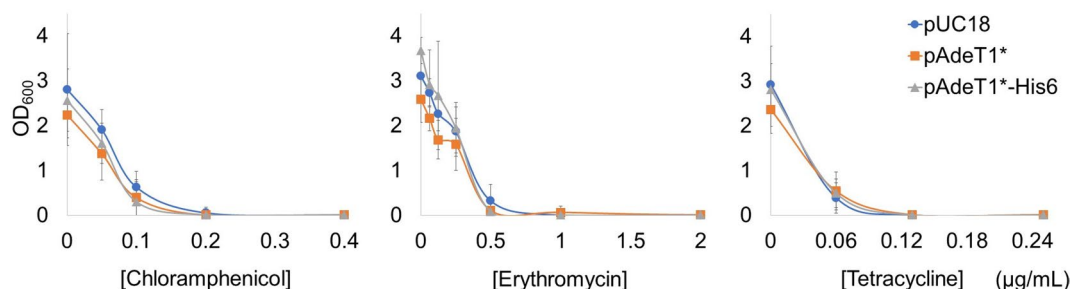 OD600
4
3
2
1
0
0 0.1 0.2 0.3 0.4
[Chloramphenicol]
4
3
2
1
0
0 0.5 1 1.5 2
[Erythromycin]
4
3
2
1
0
0 0.06 0.12 0.18 0.24
[Tetracycline] (µg/mL)
pUC18
pAdeT1*
pAdeT1*-His6